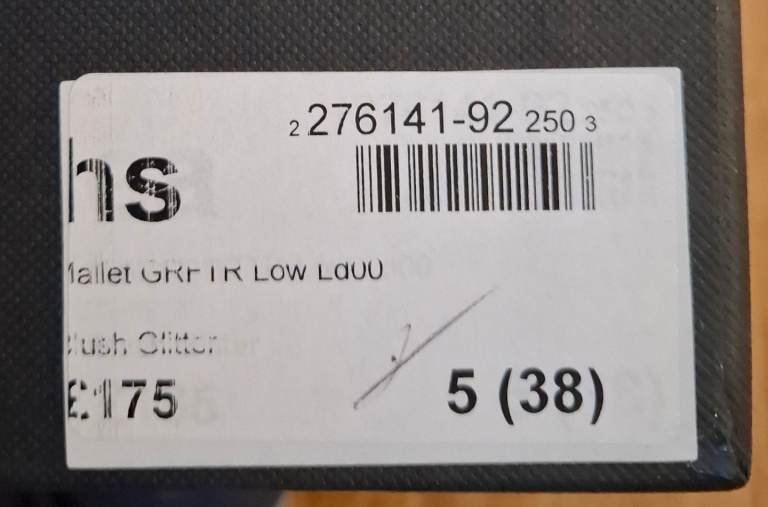 2 276141-92 250 3
hs
Mallet GRFTR Low Ld00
Blush Glitter
£175
5 (38)